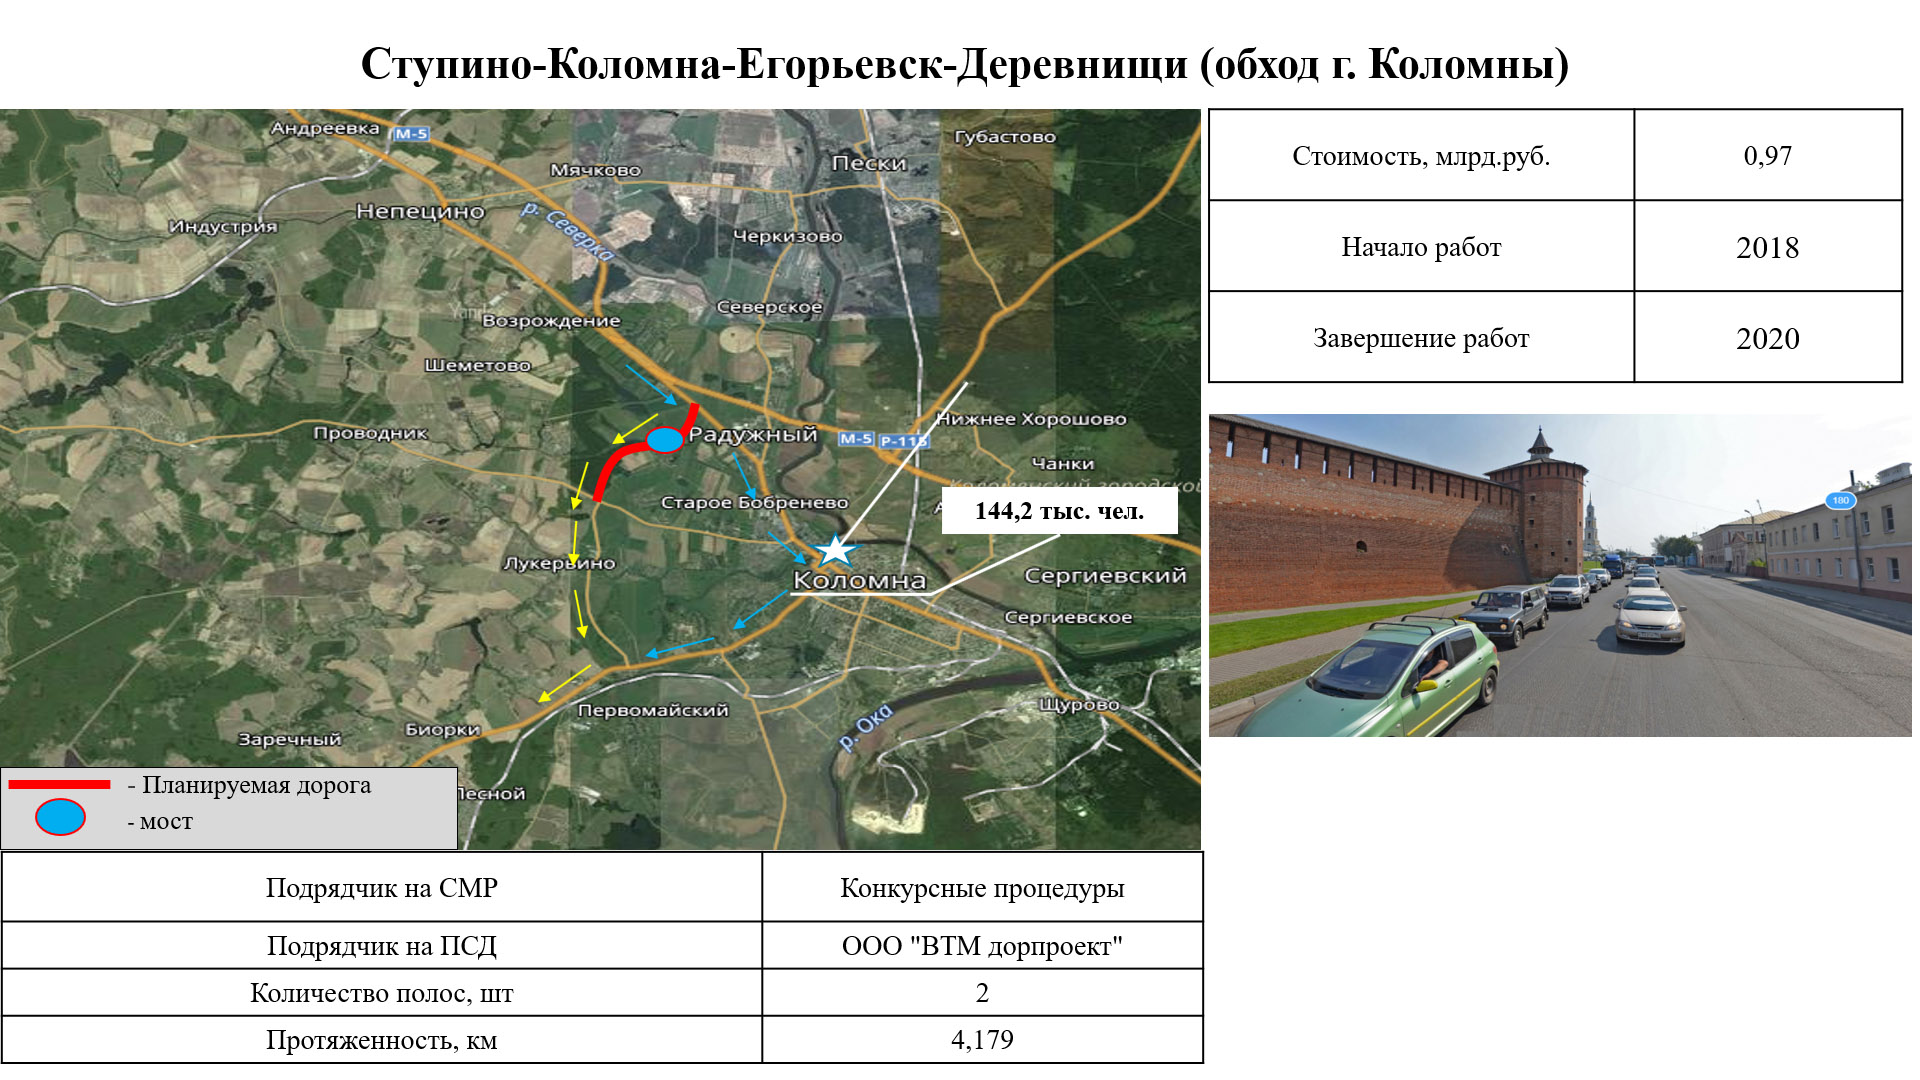 Ступино-Коломна-Егорьевск-Деревнищи (обход г. Коломны)
Андреевка
М-5
Губастово
Мячково
Пески
Непецино
р. Северка
Индустрия
Черкизово
Северское
Возрождение
Шеметово
Проводник
Радужный
М-5
Р-115
Нижнее Хорошово
Чанки
Старое Бобренево
144,2 тыс. чел.
Лукерьино
Коломна
Сергиевский
Сергиевское
Первомайский
Щурово
р. Ока
Биорки
Заречный
Лесной
- Планируемая дорога
- мост
Стоимость, млрд.руб. 0,97
Начало работ 2018
Завершение работ 2020
180
Подрядчик на СМР Конкурсные процедуры
Подрядчик на ПСД ООО "ВТМ дорпроект"
Количество полос, шт 2
Протяженность, км 4,179